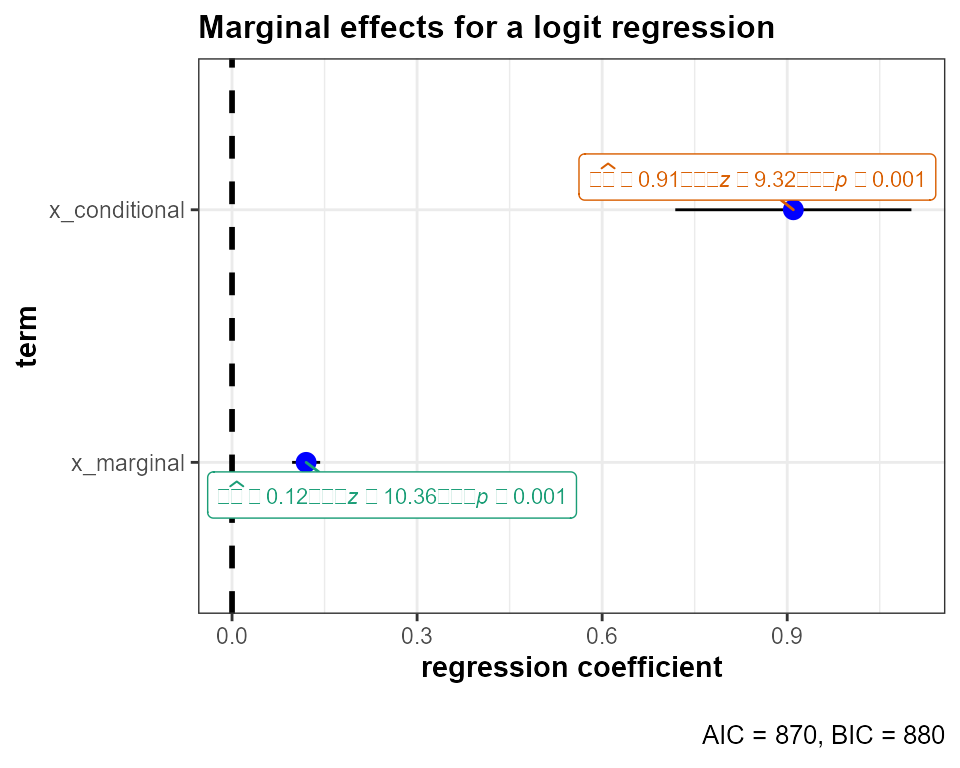 Marginal effects for a logit regression
□□ □ 0.91□□□z □ 9.32□□□p □ 0.001
x_conditional
term
x_marginal
□□ □ 0.12□□□z □ 10.36□□□p □ 0.001
0.0 0.3 0.6 0.9
regression coefficient
AIC = 870, BIC = 880